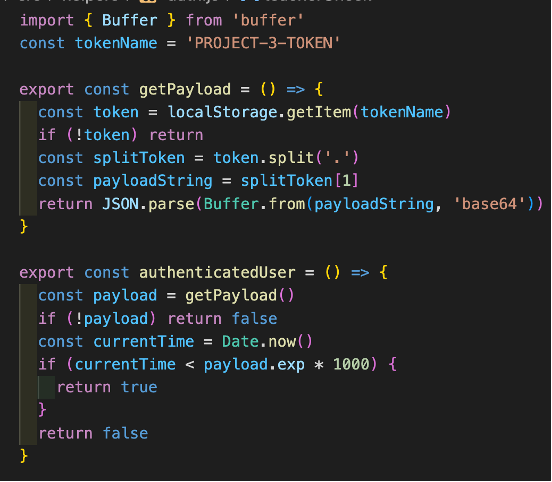 import { Buffer } from 'buffer'
const tokenName = 'PROJECT-3-TOKEN'
export const getPayload = () => {
const token = localStorage.getItem(tokenName)
if (!token) return
const splitToken = token.split('.')
const payloadString = splitToken[1]
return JSON.parse(Buffer.from(payloadString, 'base64'))
}
export const authenticatedUser = () => {
const payload = getPayload()
if (!payload) return false
const currentTime = Date.now()
if (currentTime < payload.exp * 1000) {
return true
}
return false
}